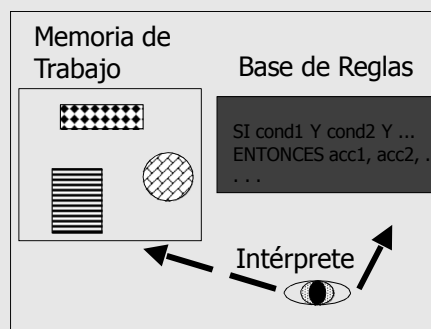 Memoria de
Trabajo
Base de Reglas
SI cond1 Y cond2 Y ...
ENTONCES acc1, acc2, .
. . .
Intérprete